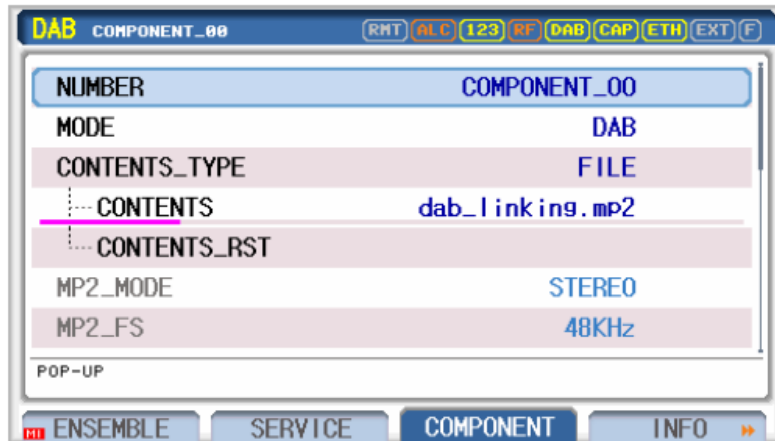 DAB COMPONENT_00 RMT ALC 123 RF DAB CAP ETH EXT F
NUMBER COMPONENT_00
MODE DAB
CONTENTS_TYPE FILE
CONTENTS dab_linking.mp2
CONTENTS_RST
MP2_MODE STEREO
MP2_FS 48KHz
POP-UP
M1 ENSEMBLE SERVICE COMPONENT INFO